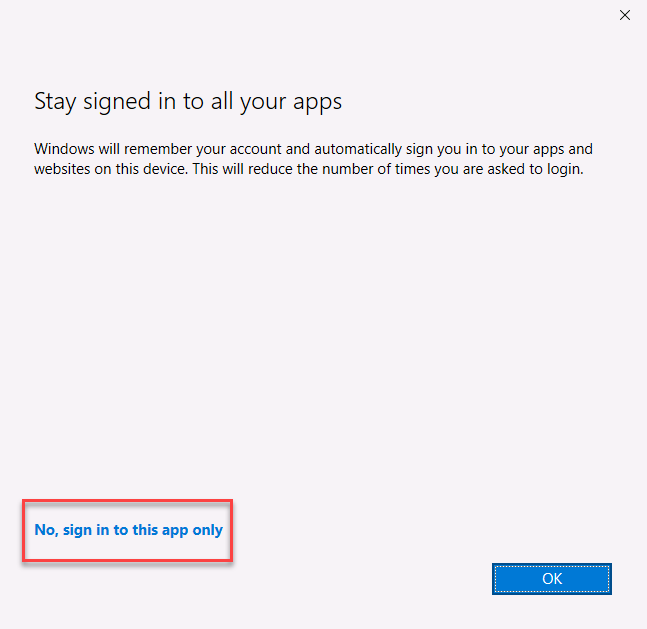 Stay signed in to all your apps
Windows will remember your account and automatically sign you in to your apps and
websites on this device. This will reduce the number of times you are asked to login.
No, sign in to this app only
OK